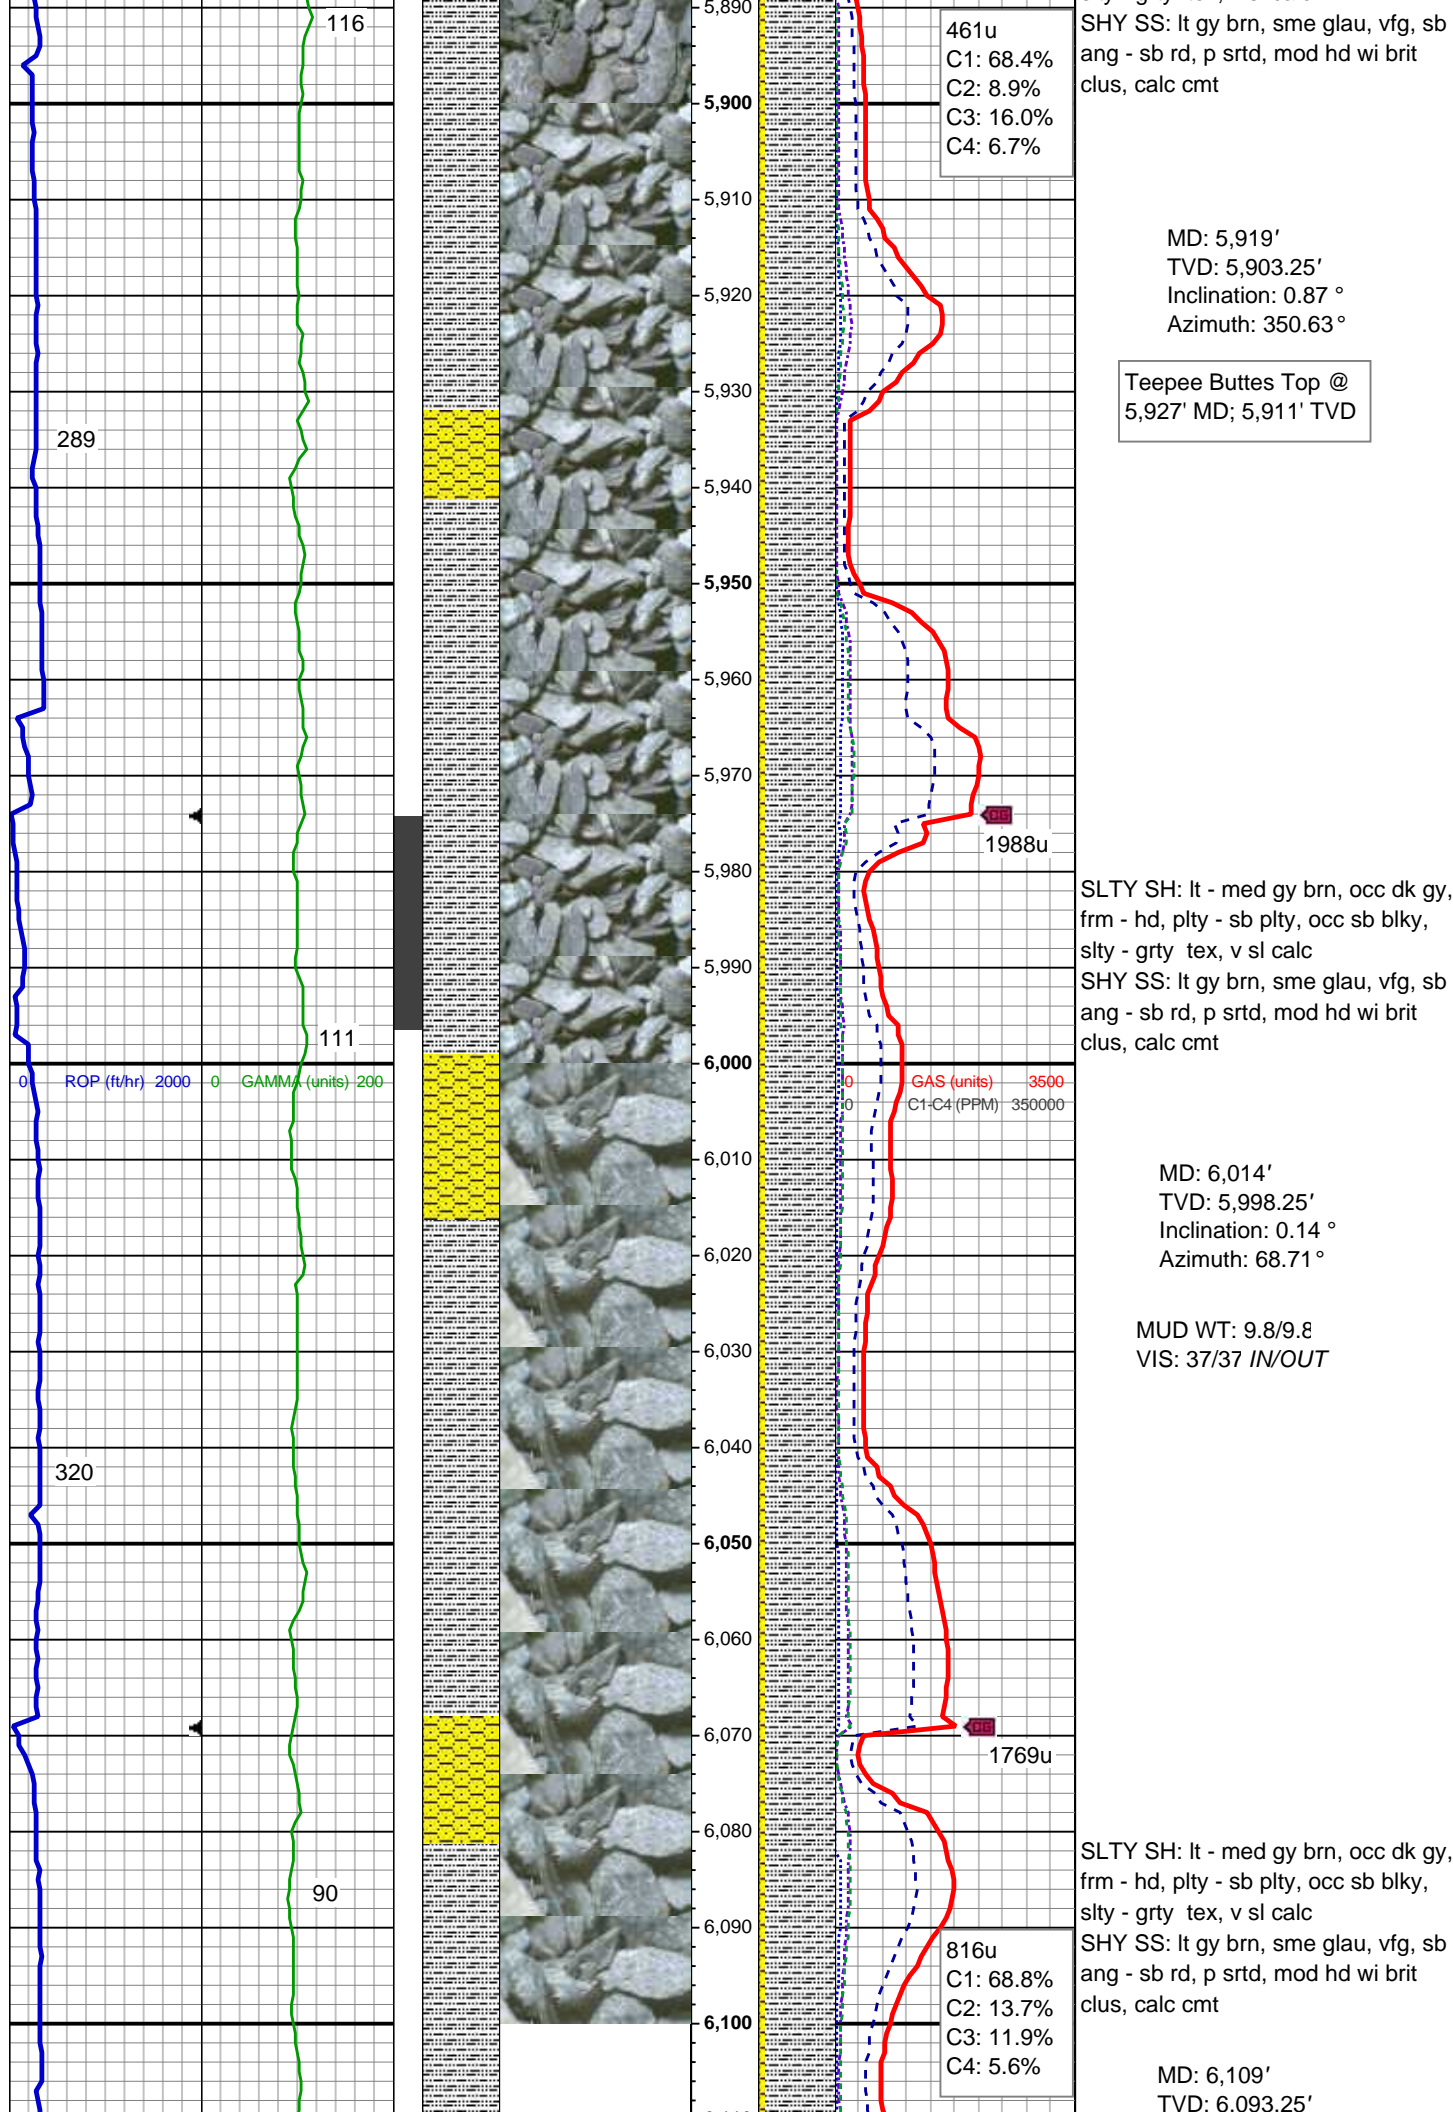 5,890
116
461u
C1: 68.4%
C2: 8.9%
C3: 16.0%
C4: 6.7%
SHY SS: lt gy brn, sme glau, vfg, sb
ang - sb rd, p srtd, mod hd wi brit
clus, calc cmt
5,900
5,910
MD: 5,919'
TVD: 5,903.25'
Inclination: 0.87 °
Azimuth: 350.63 °
5,920
5,930
Teepee Buttes Top @
5,927' MD; 5,911' TVD
289
5,940
5,950
5,960
5,970
CG
1988u
5,980
SLTY SH: lt - med gy brn, occ dk gy,
frm - hd, plty - sb plty, occ sb blky,
slty - grty tex, v sl calc
SHY SS: lt gy brn, sme glau, vfg, sb
ang - sb rd, p srtd, mod hd wi brit
clus, calc cmt
5,990
111
6,000
0 ROP (ft/hr) 2000 0 GAMMA (units) 200
0 GAS (units) 3500
0 C1-C4 (PPM) 350000
6,010
MD: 6,014'
TVD: 5,998.25'
Inclination: 0.14 °
Azimuth: 68.71 °
6,020
6,030
MUD WT: 9.8/9.8
VIS: 37/37 IN/OUT
6,040
320
6,050
6,060
6,070
CG
1769u
6,080
SLTY SH: lt - med gy brn, occ dk gy,
frm - hd, plty - sb plty, occ sb blky,
slty - grty tex, v sl calc
SHY SS: lt gy brn, sme glau, vfg, sb
ang - sb rd, p srtd, mod hd wi brit
clus, calc cmt
90
6,090
816u
C1: 68.8%
C2: 13.7%
C3: 11.9%
C4: 5.6%
6,100
MD: 6,109'
TVD: 6,093.25'